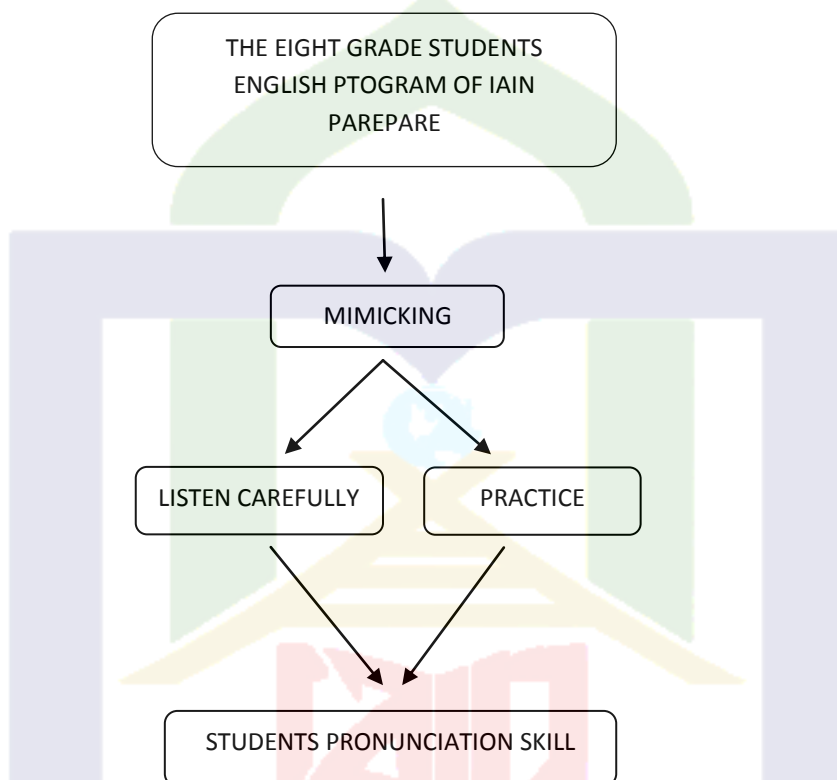 THE EIGHT GRADE STUDENTS
ENGLISH PTOGRAM OF IAIN
PAREPARE
MIMICKING
LISTEN CAREFULLY
PRACTICE
STUDENTS PRONUNCIATION SKILL